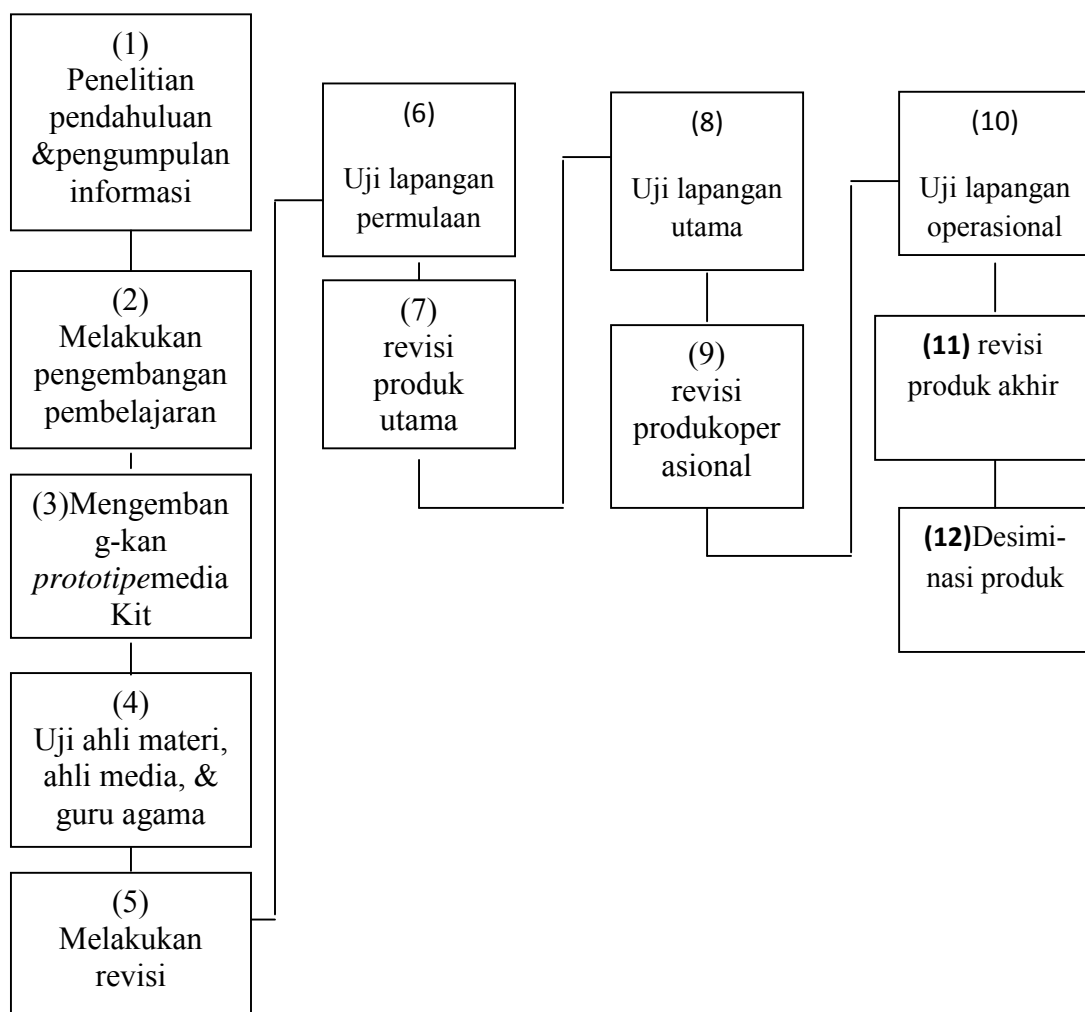 (1)
Penelitian
pendahuluan
&pengumpulan
informasi
(2)
Melakukan
pengembangan
pembelajaran
(3)Mengemban
g-kan
prototipemedia
Kit
(4)
Uji ahli materi,
ahli media, &
guru agama
(5)
Melakukan
revisi
(6)
Uji lapangan
permulaan
(7)
revisi
produk
utama
(8)
Uji lapangan
utama
(9)
revisi
produkoper
asional
(10)
Uji lapangan
operasional
(11) revisi
produk akhir
(12)Desimi-
nasi produk